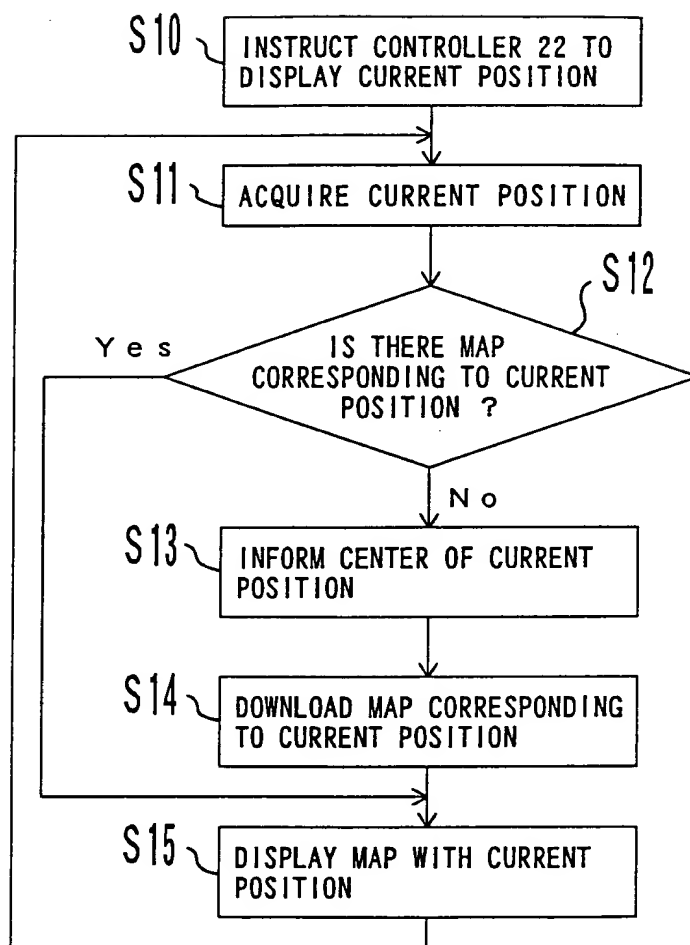 S10
INSTRUCT CONTROLLER 22 TO
DISPLAY CURRENT POSITION
S11
ACQUIRE CURRENT POSITION
S12
Yes
IS THERE MAP
CORRESPONDING TO CURRENT
POSITION ?
No
S13
INFORM CENTER OF CURRENT
POSITION
S14
DOWNLOAD MAP CORRESPONDING
TO CURRENT POSITION
S15
DISPLAY MAP WITH CURRENT
POSITION